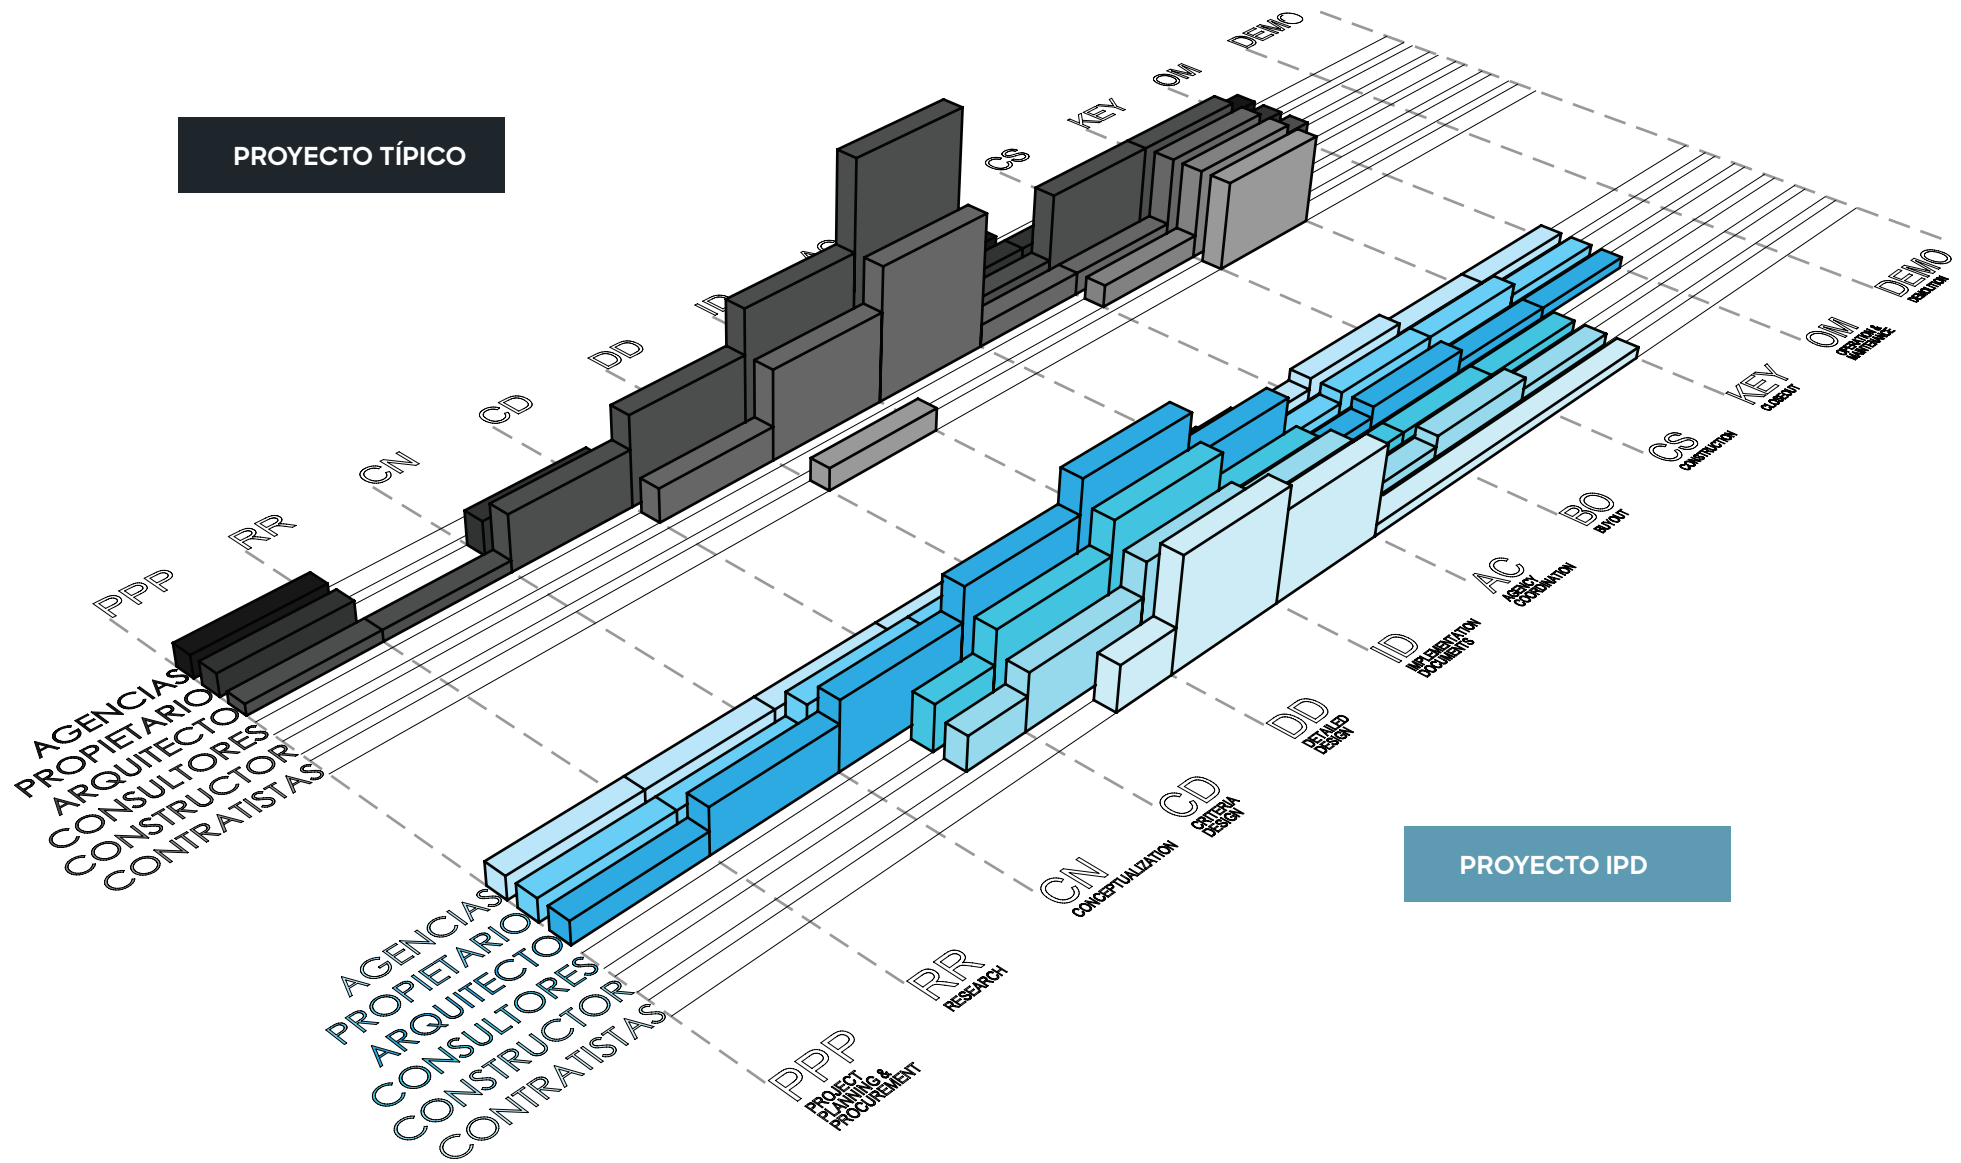 PROYECTO TÍPICO
DEMO
OM
KEY
CS
ID
DD
CD
CN
RR
PPP
AGENCIAS
PROPIETARIO
ARQUITECTO
CONSULTORES
CONSTRUCTOR
CONTRATISTAS
DEMO
DEMOLITION
OM
OPERATION &
MAINTENANCE
KEY
CLOSEOUT
CS
CONSTRUCTION
BO
BUYOUT
AC
AGENCY
COORDINATION
ID
IMPLEMENTATION
DOCUMENTS
DD
DETAILED
DESIGN
CD
CRITERIA
DESIGN
CN
CONCEPTUALIZATION
RR
RESEARCH
PPP
PROJECT
PLANNING &
PROCUREMENT
AGENCIAS
PROPIETARIO
ARQUITECTO
CONSULTORES
CONSTRUCTOR
CONTRATISTAS
PROYECTO IPD